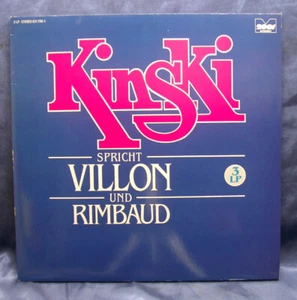 Kinski
SPRICHT
VILLON
UND
RIMBAUD
3
LP